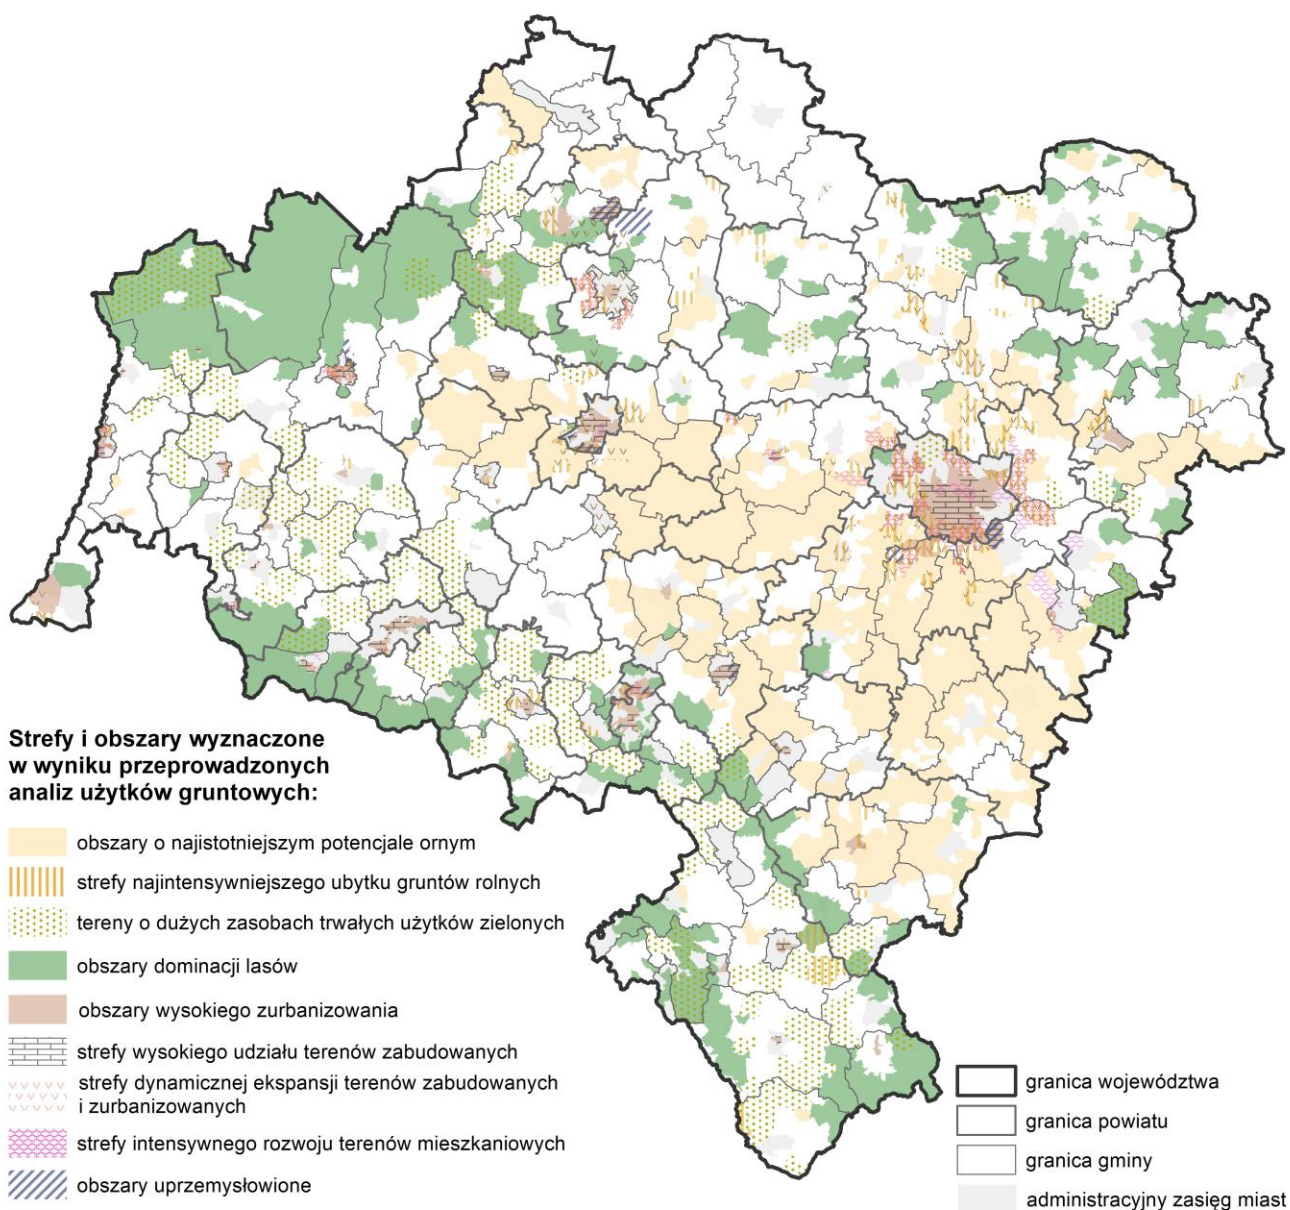 Strefy i obszary wyznaczone
w wyniku przeprowadzonych
analiz użytków gruntowych:
obszary o najistotniejszym potencjale ornym
strefy najintensywniejszego ubytku gruntów rolnych
tereny o dużych zasobach trwałych użytków zielonych
obszary dominacji lasów
obszary wysokiego zurbanizowania
strefy wysokiego udziału terenów zabudowanych
strefy dynamicznej ekspansji terenów zabudowanych
i zurbanizowanych
strefy intensywnego rozwoju terenów mieszkaniowych
obszary uprzemysłowione
granica województwa
granica powiatu
granica gminy
administracyjny zasięg miast